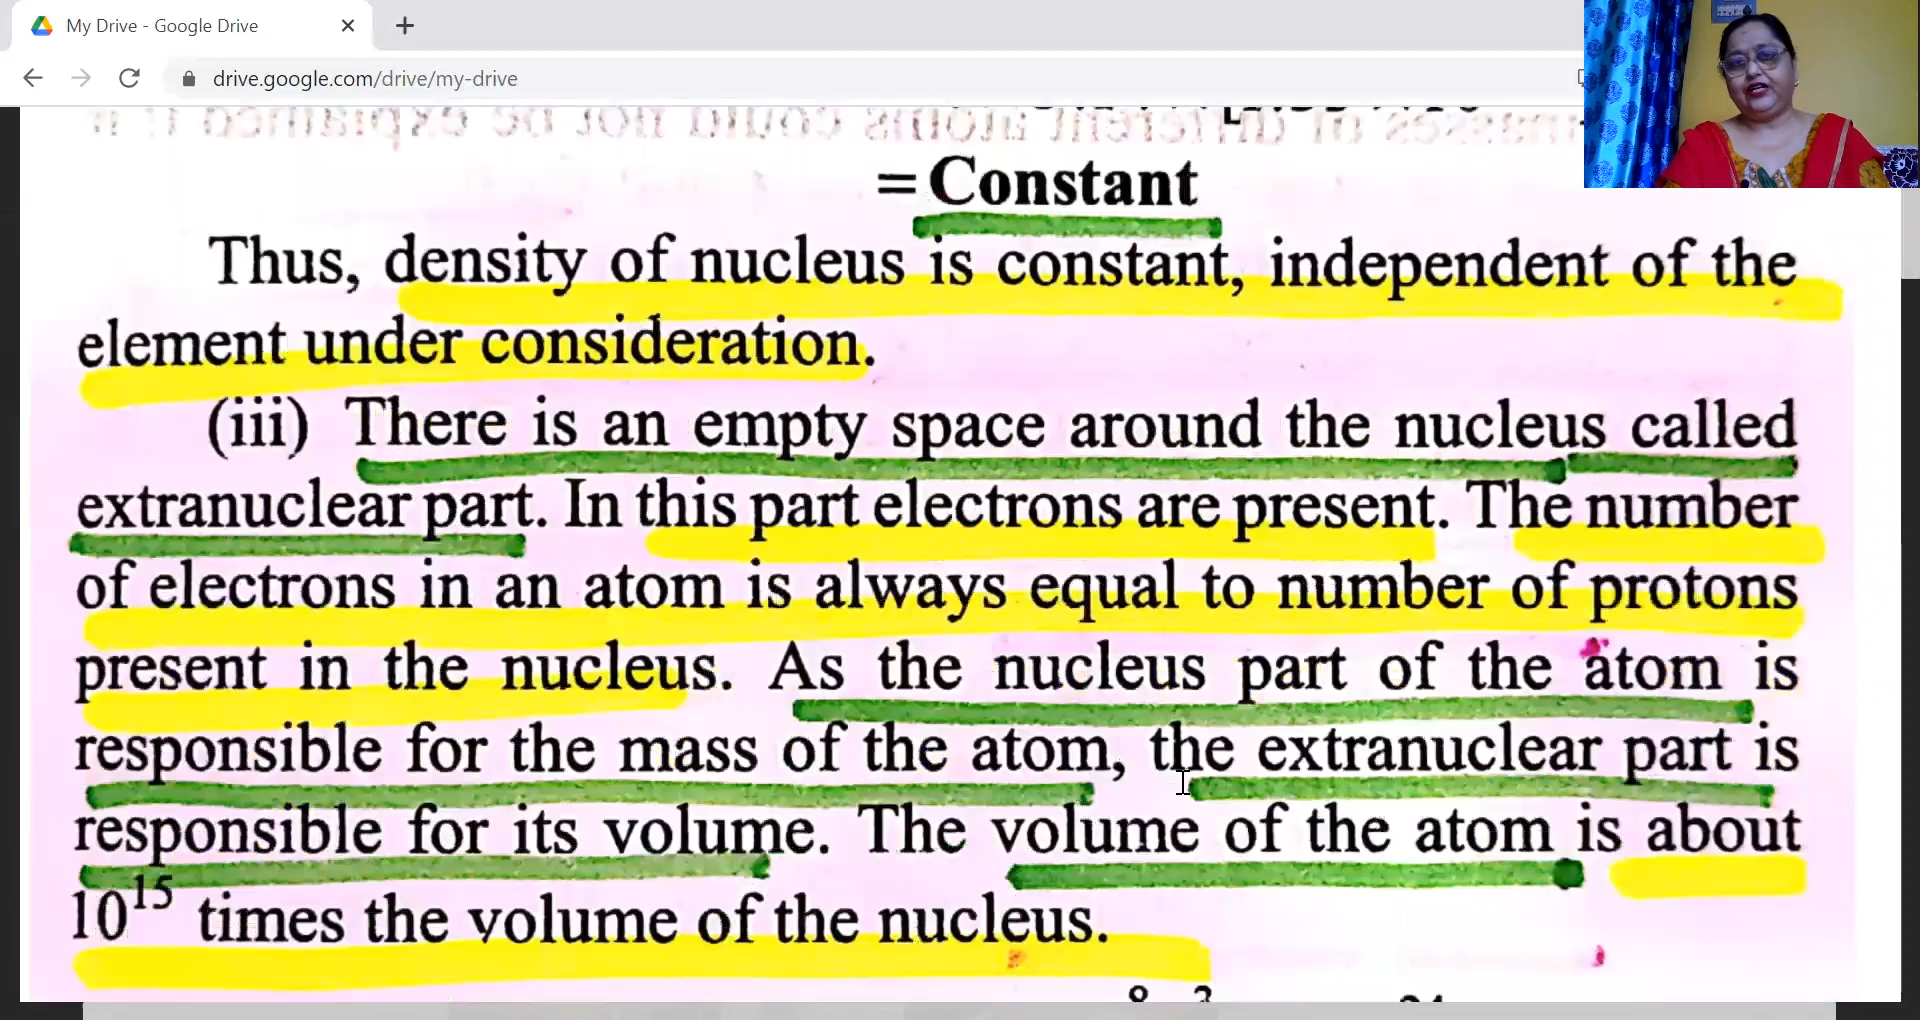 My Drive - Google Drive
drive.google.com/drive/my-drive
= Constant
Thus, density of nucleus is constant, independent of the
element under consideration.
(iii) There is an empty space around the nucleus called
extranuclear part. In this part electrons are present. The number
of electrons in an atom is always equal to number of protons
present in the nucleus. As the nucleus part of the atom is
responsible for the mass of the atom, the extranuclear part is
responsible for its volume. The volume of the atom is about
10¹⁵ times the volume of the nucleus.